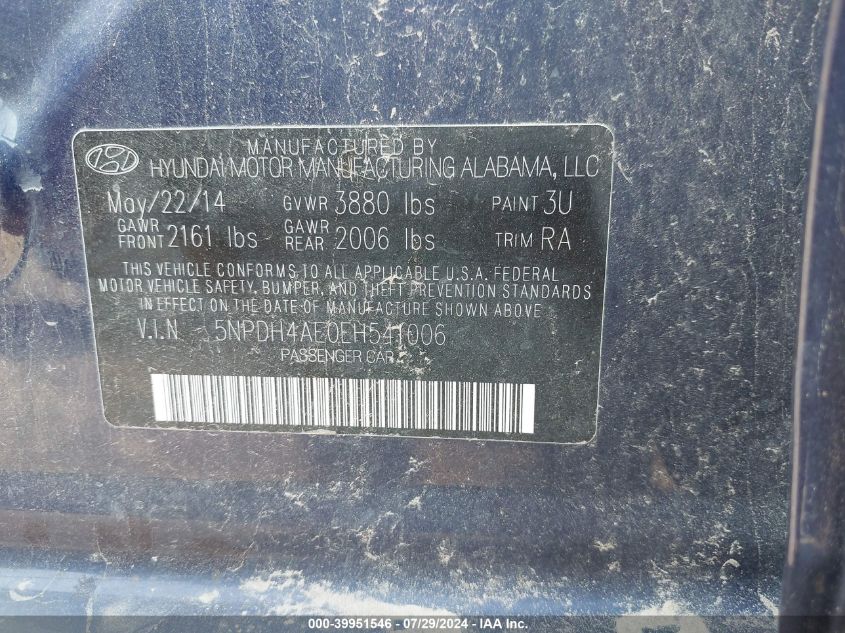 MANUFACTURED BY
HYUNDAI MOTOR MANUFACTURING ALABAMA, LLC
May/22/14 GVWR 3880 lbs PAINT 3U
GAWR FRONT 2161 lbs GAWR REAR 2006 lbs TRIM RA
THIS VEHICLE CONFORMS TO ALL APPLICABLE U.S.A. FEDERAL
MOTOR VEHICLE SAFETY, BUMPER, AND THEFT PREVENTION STANDARDS
IN EFFECT ON THE DATE OF MANUFACTURE SHOWN ABOVE
V.I.N 5NPDH4AE0EH541006
PASSENGER CAR
000-39951546 - 07/29/2024 - IAA Inc.